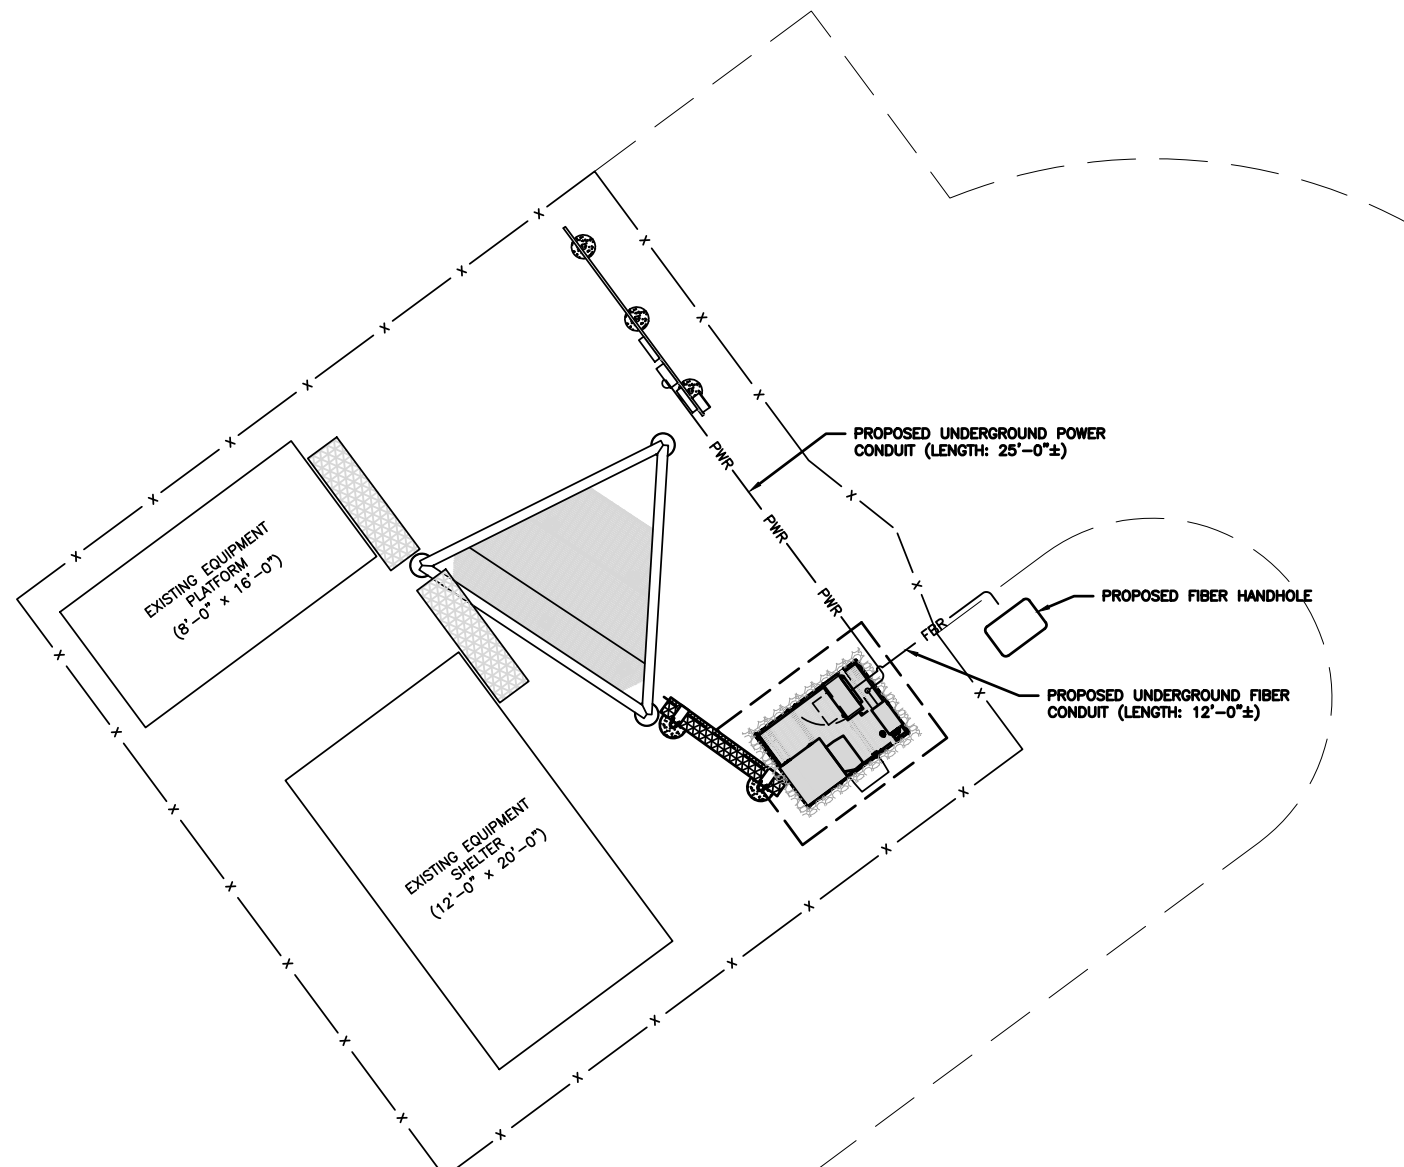 PROPOSED UNDERGROUND POWER
CONDUIT (LENGTH: 25'-0"±)
PWR
PWR
PWR
EXISTING EQUIPMENT
PLATFORM
(8'-0" x 16'-0")
PROPOSED FIBER HANDHOLE
FBR
PROPOSED UNDERGROUND FIBER
CONDUIT (LENGTH: 12'-0"±)
EXISTING EQUIPMENT
SHELTER
(12'-0" x 20'-0")